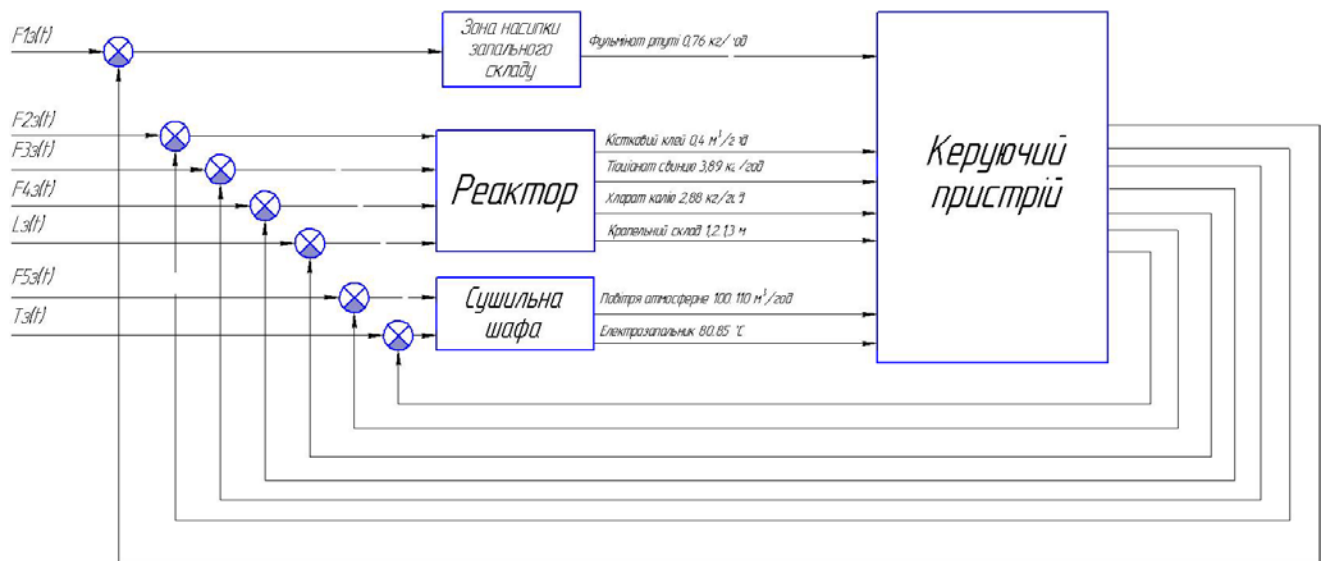 F1з(t)
Зона насипки
запального
складу
Фульмінат ртуті 0,76 кг/год
F2з(t)
F3з(t)
F4з(t)
Lз(t)
Реактор
Кістковий клей 0,4 м³/год
Тіоціонат свинцю 3,89 кг/год
Хларат калію 2,88 кг/год
Крапельний склад 1,2..1,3 м
F5з(t)
Tз(t)
Сушильна
шафа
Повітря атмосферне 100..110 м³/год
Електрозапальник 80..85 °C
Керуючий
пристрій